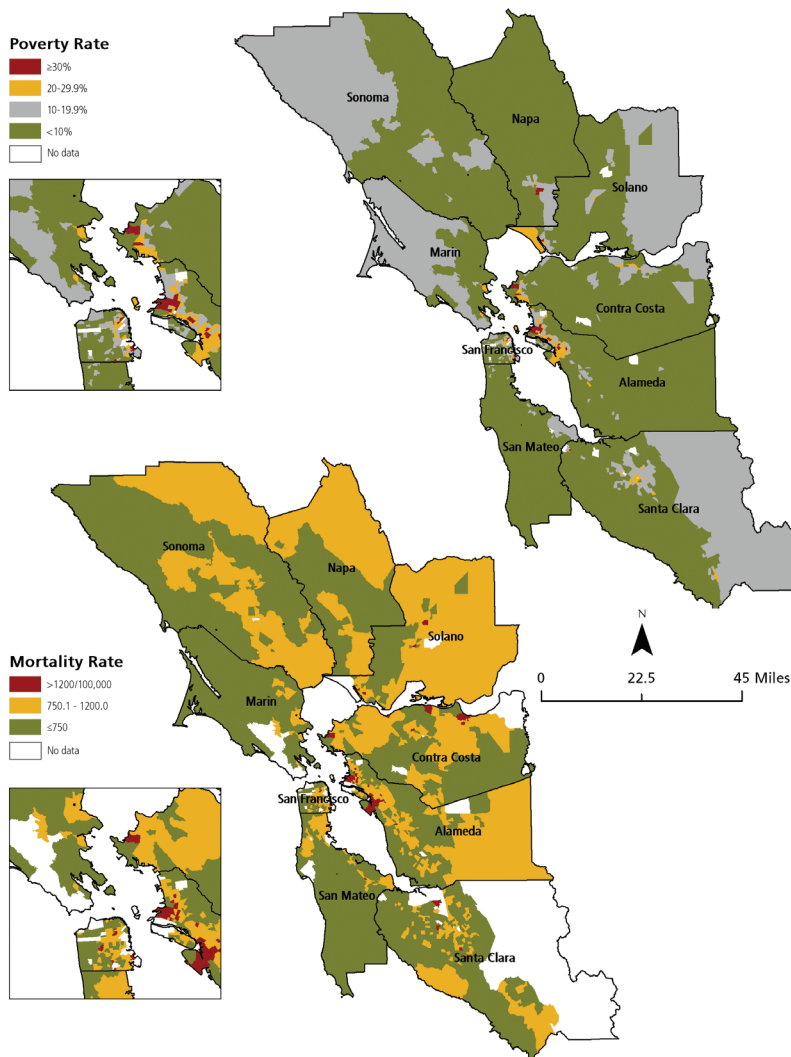 Poverty Rate
≥30%
20-29.9%
10-19.9%
<10%
No data
Sonoma
Napa
Solano
Marin
Contra Costa
San Francisco
Alameda
San Mateo
Santa Clara
Sonoma
Napa
Solano
Marin
Contra Costa
San Francisco
Alameda
San Mateo
Santa Clara
N
0 22.5 45 Miles
Mortality Rate
>1200/100,000
750.1 - 1200.0
≤750
No data